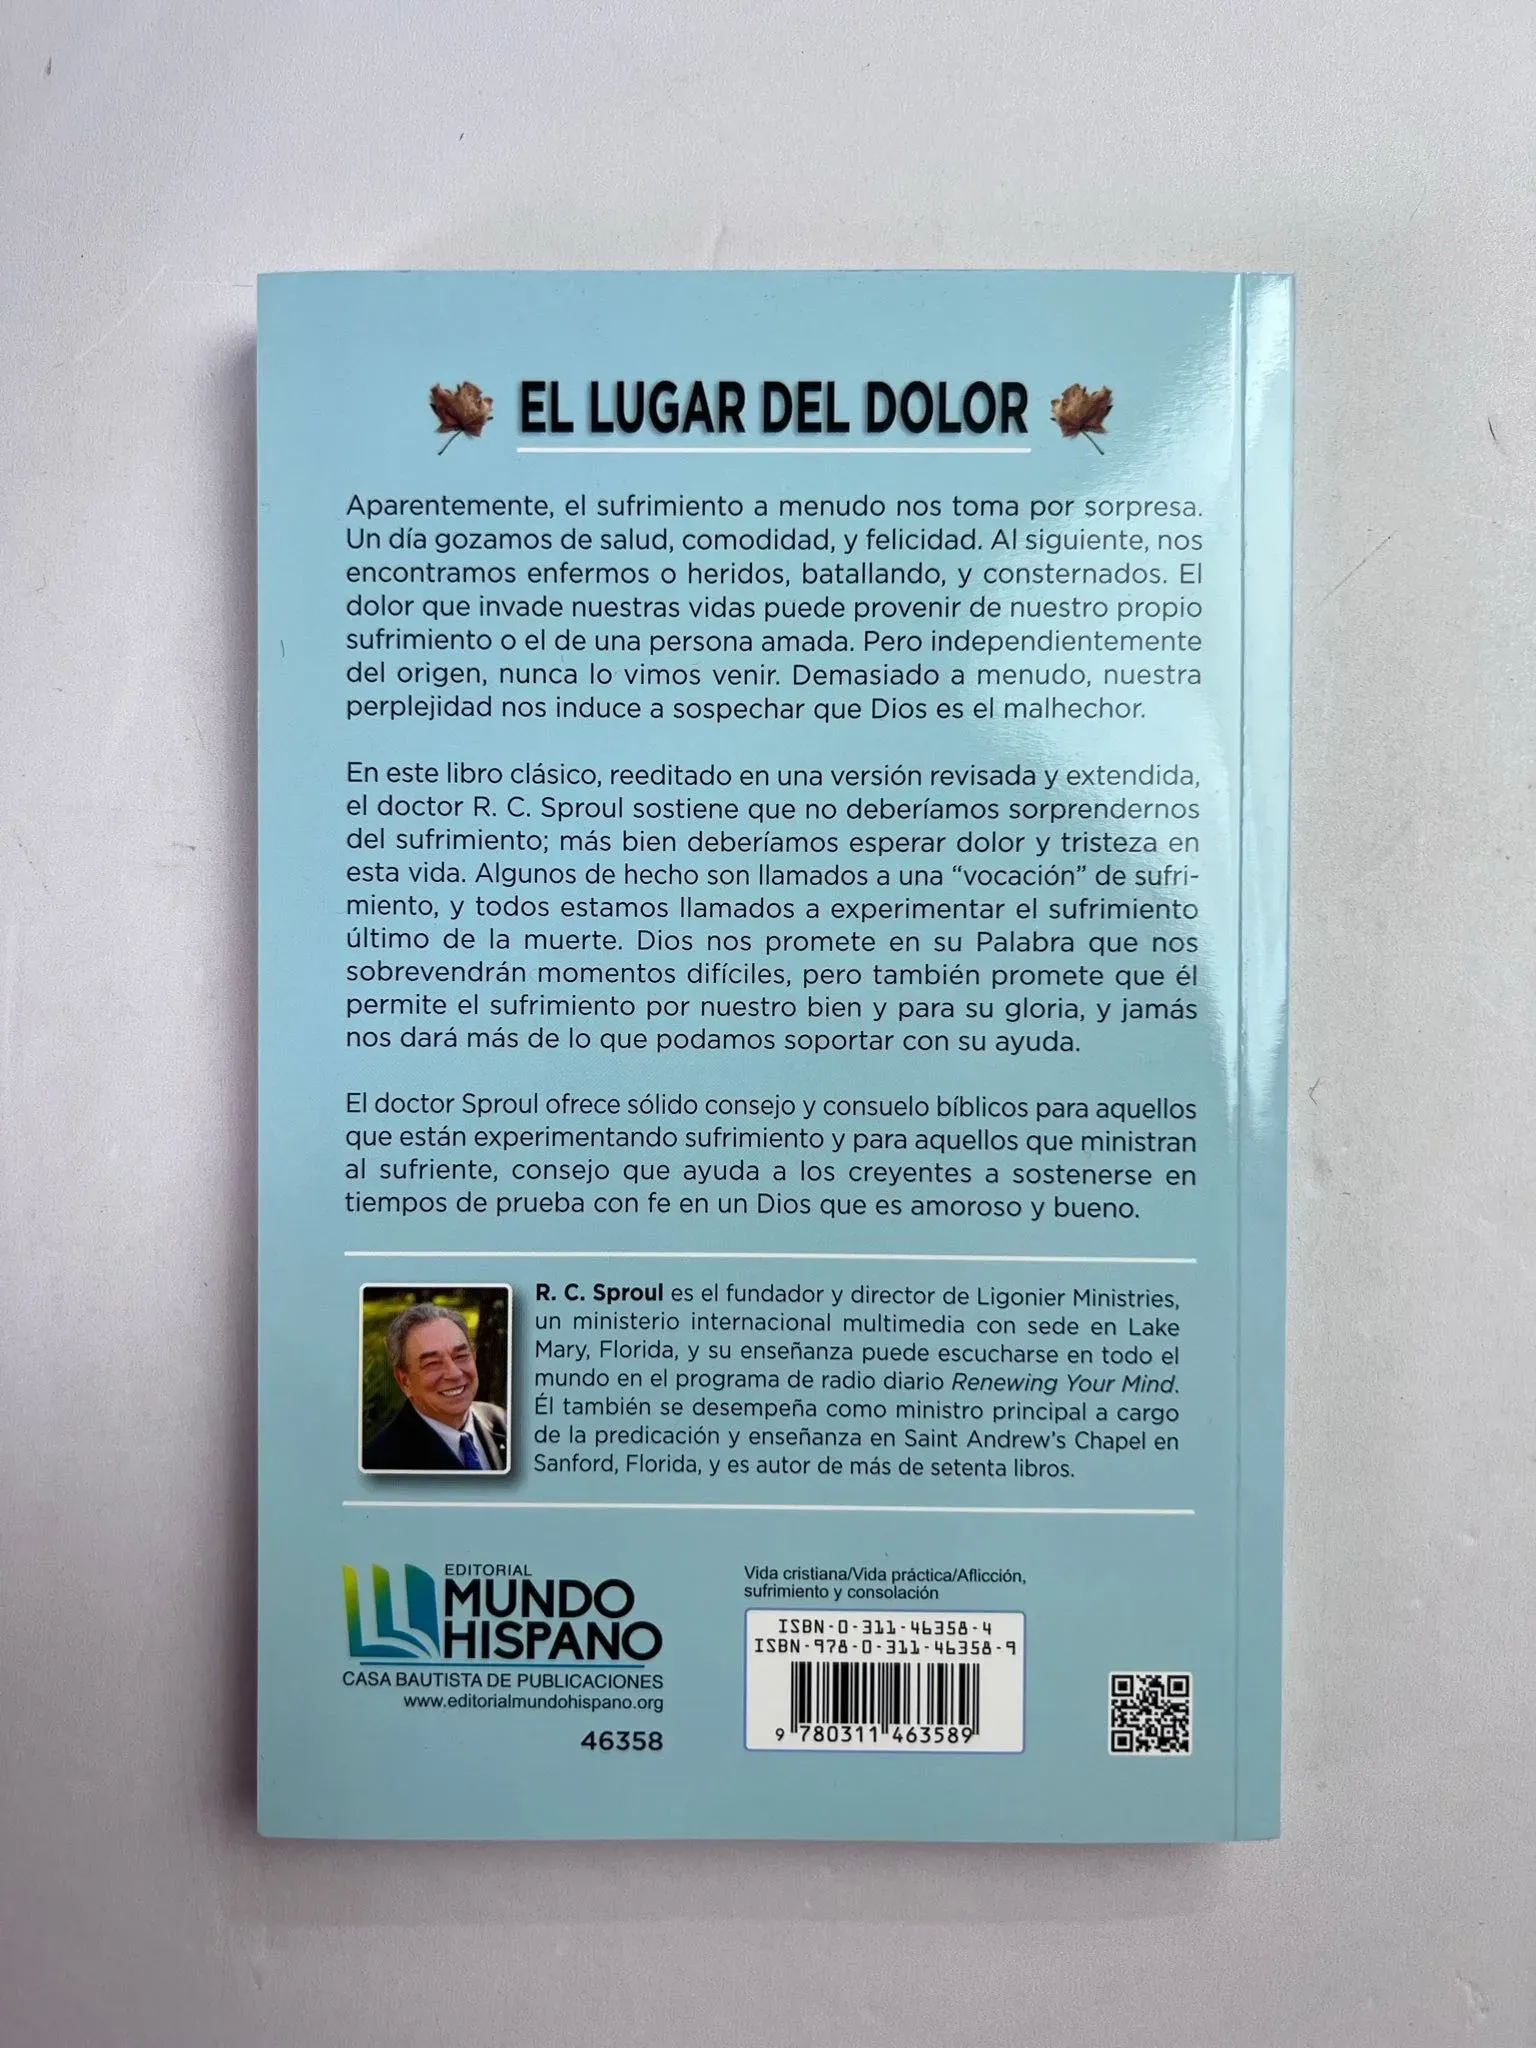 EL LUGAR DEL DOLOR
Aparentemente, el sufrimiento a menudo nos toma por sorpresa.
Un día gozamos de salud, comodidad, y felicidad. Al siguiente, nos
encontramos enfermos o heridos, batallando, y consternados. El
dolor que invade nuestras vidas puede provenir de nuestro propio
sufrimiento o el de una persona amada. Pero independientemente
del origen, nunca lo vimos venir. Demasiado a menudo, nuestra
perplejidad nos induce a sospechar que Dios es el malhechor.
En este libro clásico, reeditado en una versión revisada y extendida,
el doctor R. C. Sproul sostiene que no deberíamos sorprendernos
del sufrimiento; más bien deberíamos esperar dolor y tristeza en
esta vida. Algunos de hecho son llamados a una “vocación” de sufri-
miento, y todos estamos llamados a experimentar el sufrimiento
último de la muerte. Dios nos promete en su Palabra que nos
sobrevendrán momentos difíciles, pero también promete que él
permite el sufrimiento por nuestro bien y para su gloria, y jamás
nos dará más de lo que podamos soportar con su ayuda.
El doctor Sproul ofrece sólido consejo y consuelo bíblicos para aquellos
que están experimentando sufrimiento y para aquellos que ministran
al sufriente, consejo que ayuda a los creyentes a sostenerse en
tiempos de prueba con fe en un Dios que es amoroso y bueno.
R. C. Sproul es el fundador y director de Ligonier Ministries,
un ministerio internacional multimedia con sede en Lake
Mary, Florida, y su enseñanza puede escucharse en todo el
mundo en el programa de radio diario Renewing Your Mind.
Él también se desempeña como ministro principal a cargo
de la predicación y enseñanza en Saint Andrew’s Chapel en
Sanford, Florida, y es autor de más de setenta libros.
EDITORIAL
MUNDO
HISPANO
CASA BAUTISTA DE PUBLICACIONES
www.editorialmundohispano.org
46358
Vida cristiana/Vida práctica/Aflicción,
sufrimiento y consolación
ISBN-0-311-46358-4
ISBN-978-0-311-46358-9
9 780311 463589